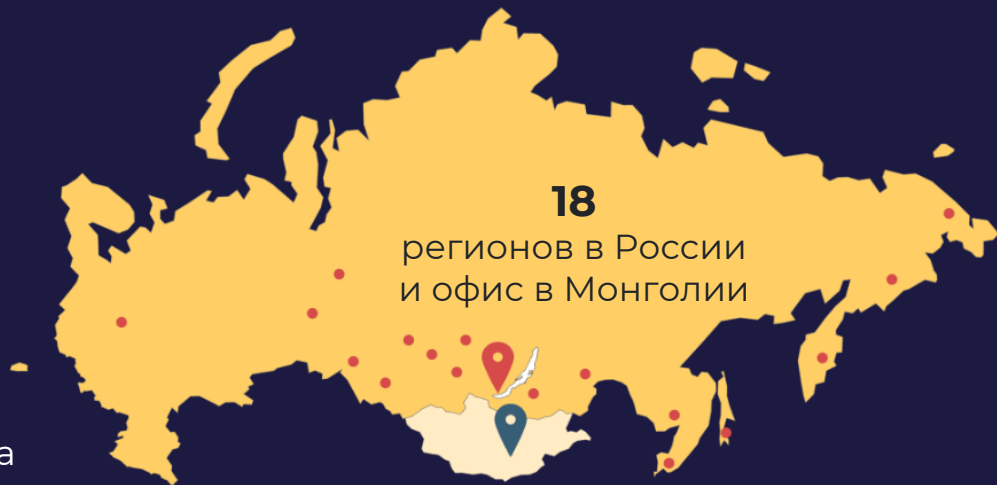 18
регионов в России
и офис в Монголии
а